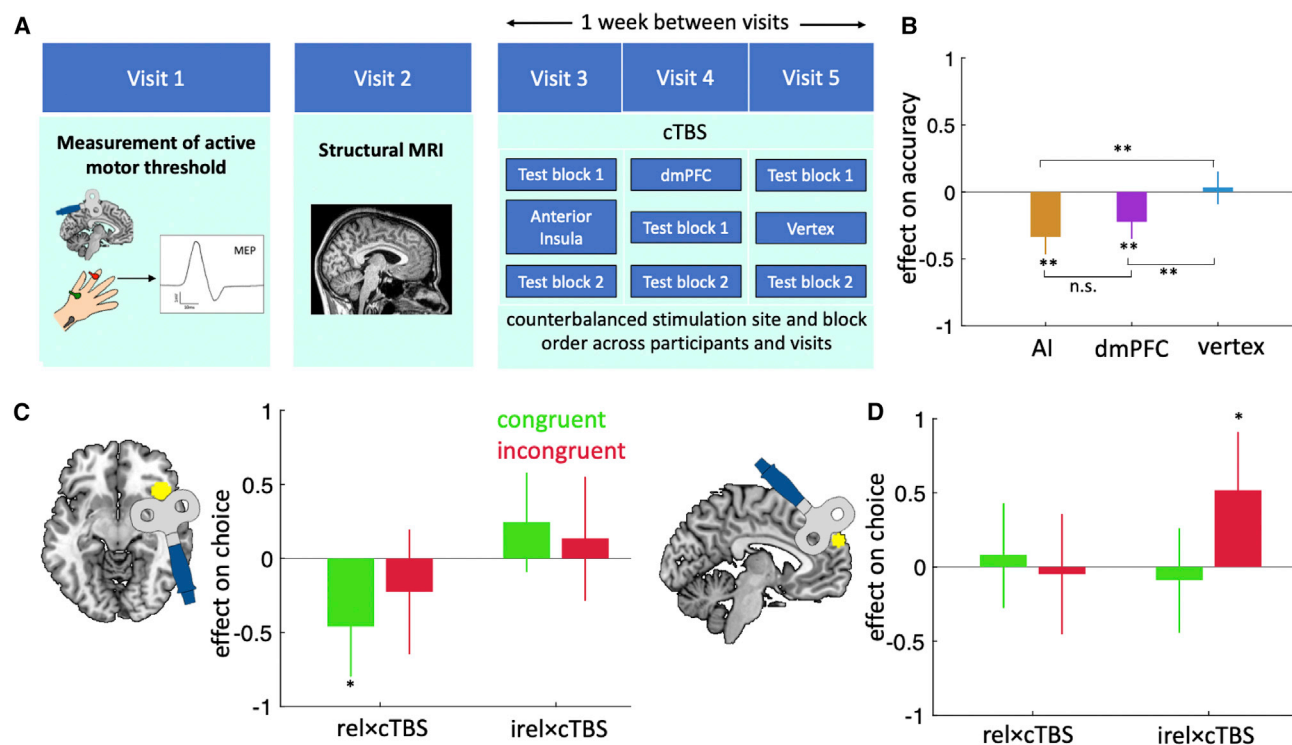 A
1 week between visits
Visit 1
Visit 2
Visit 3
Visit 4
Visit 5
Measurement of active
motor threshold
MEP
Structural MRI
cTBS
Test block 1
dmPFC
Test block 1
Anterior
Insula
Test block 1
Vertex
Test block 2
Test block 2
Test block 2
counterbalanced stimulation site and block
order across participants and visits
B
effect on accuracy
1
0.5
0
-0.5
-1
**
**
**
**
n.s.
AI
dmPFC
vertex
C
effect on choice
1
0.5
0
-0.5
-1
congruent
incongruent
*
rel×cTBS
irel×cTBS
D
effect on choice
1
0.5
0
-0.5
-1
*
rel×cTBS
irel×cTBS